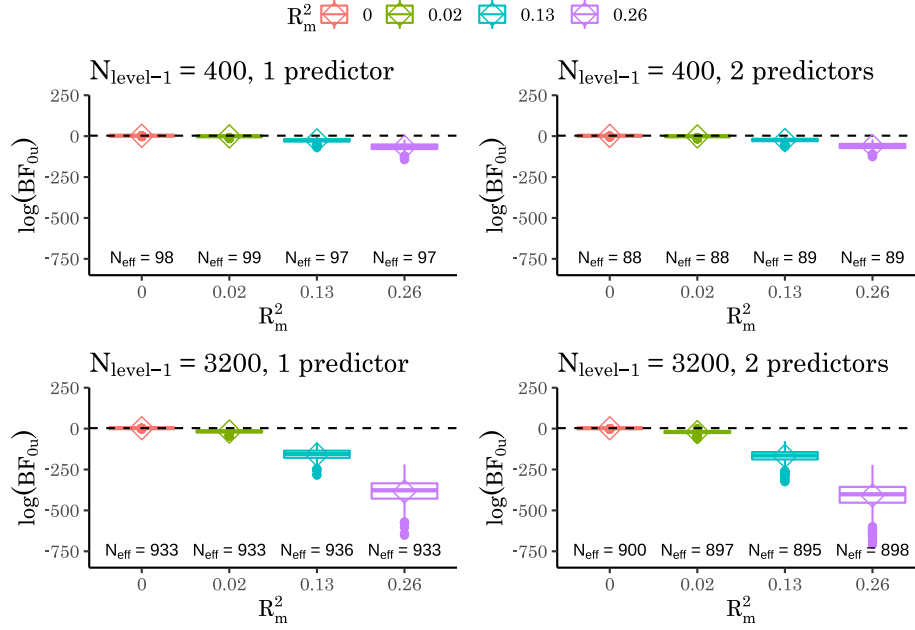 R²m 0 0.02 0.13 0.26
N level−1 = 400, 1 predictor
250
0
-250
-500
-750
log(BF0u)
Neff = 98 Neff = 99 Neff = 97 Neff = 97
0 0.02 0.13 0.26
R²m
N level−1 = 400, 2 predictors
250
0
-250
-500
-750
log(BF0u)
Neff = 88 Neff = 88 Neff = 89 Neff = 89
0 0.02 0.13 0.26
R²m
N level−1 = 3200, 1 predictor
250
0
-250
-500
-750
log(BF0u)
Neff = 933 Neff = 933 Neff = 936 Neff = 933
0 0.02 0.13 0.26
R²m
N level−1 = 3200, 2 predictors
250
0
-250
-500
-750
log(BF0u)
Neff = 900 Neff = 897 Neff = 895 Neff = 898
0 0.02 0.13 0.26
R²m